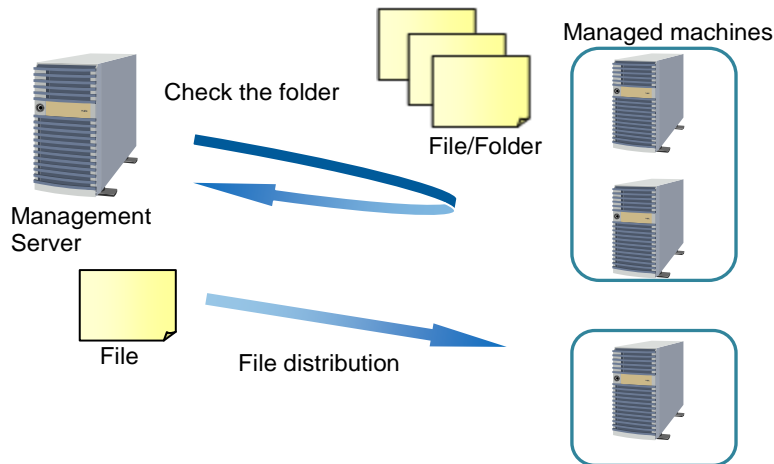 Managed machines
Check the folder
File/Folder
Management
Server
File
File distribution